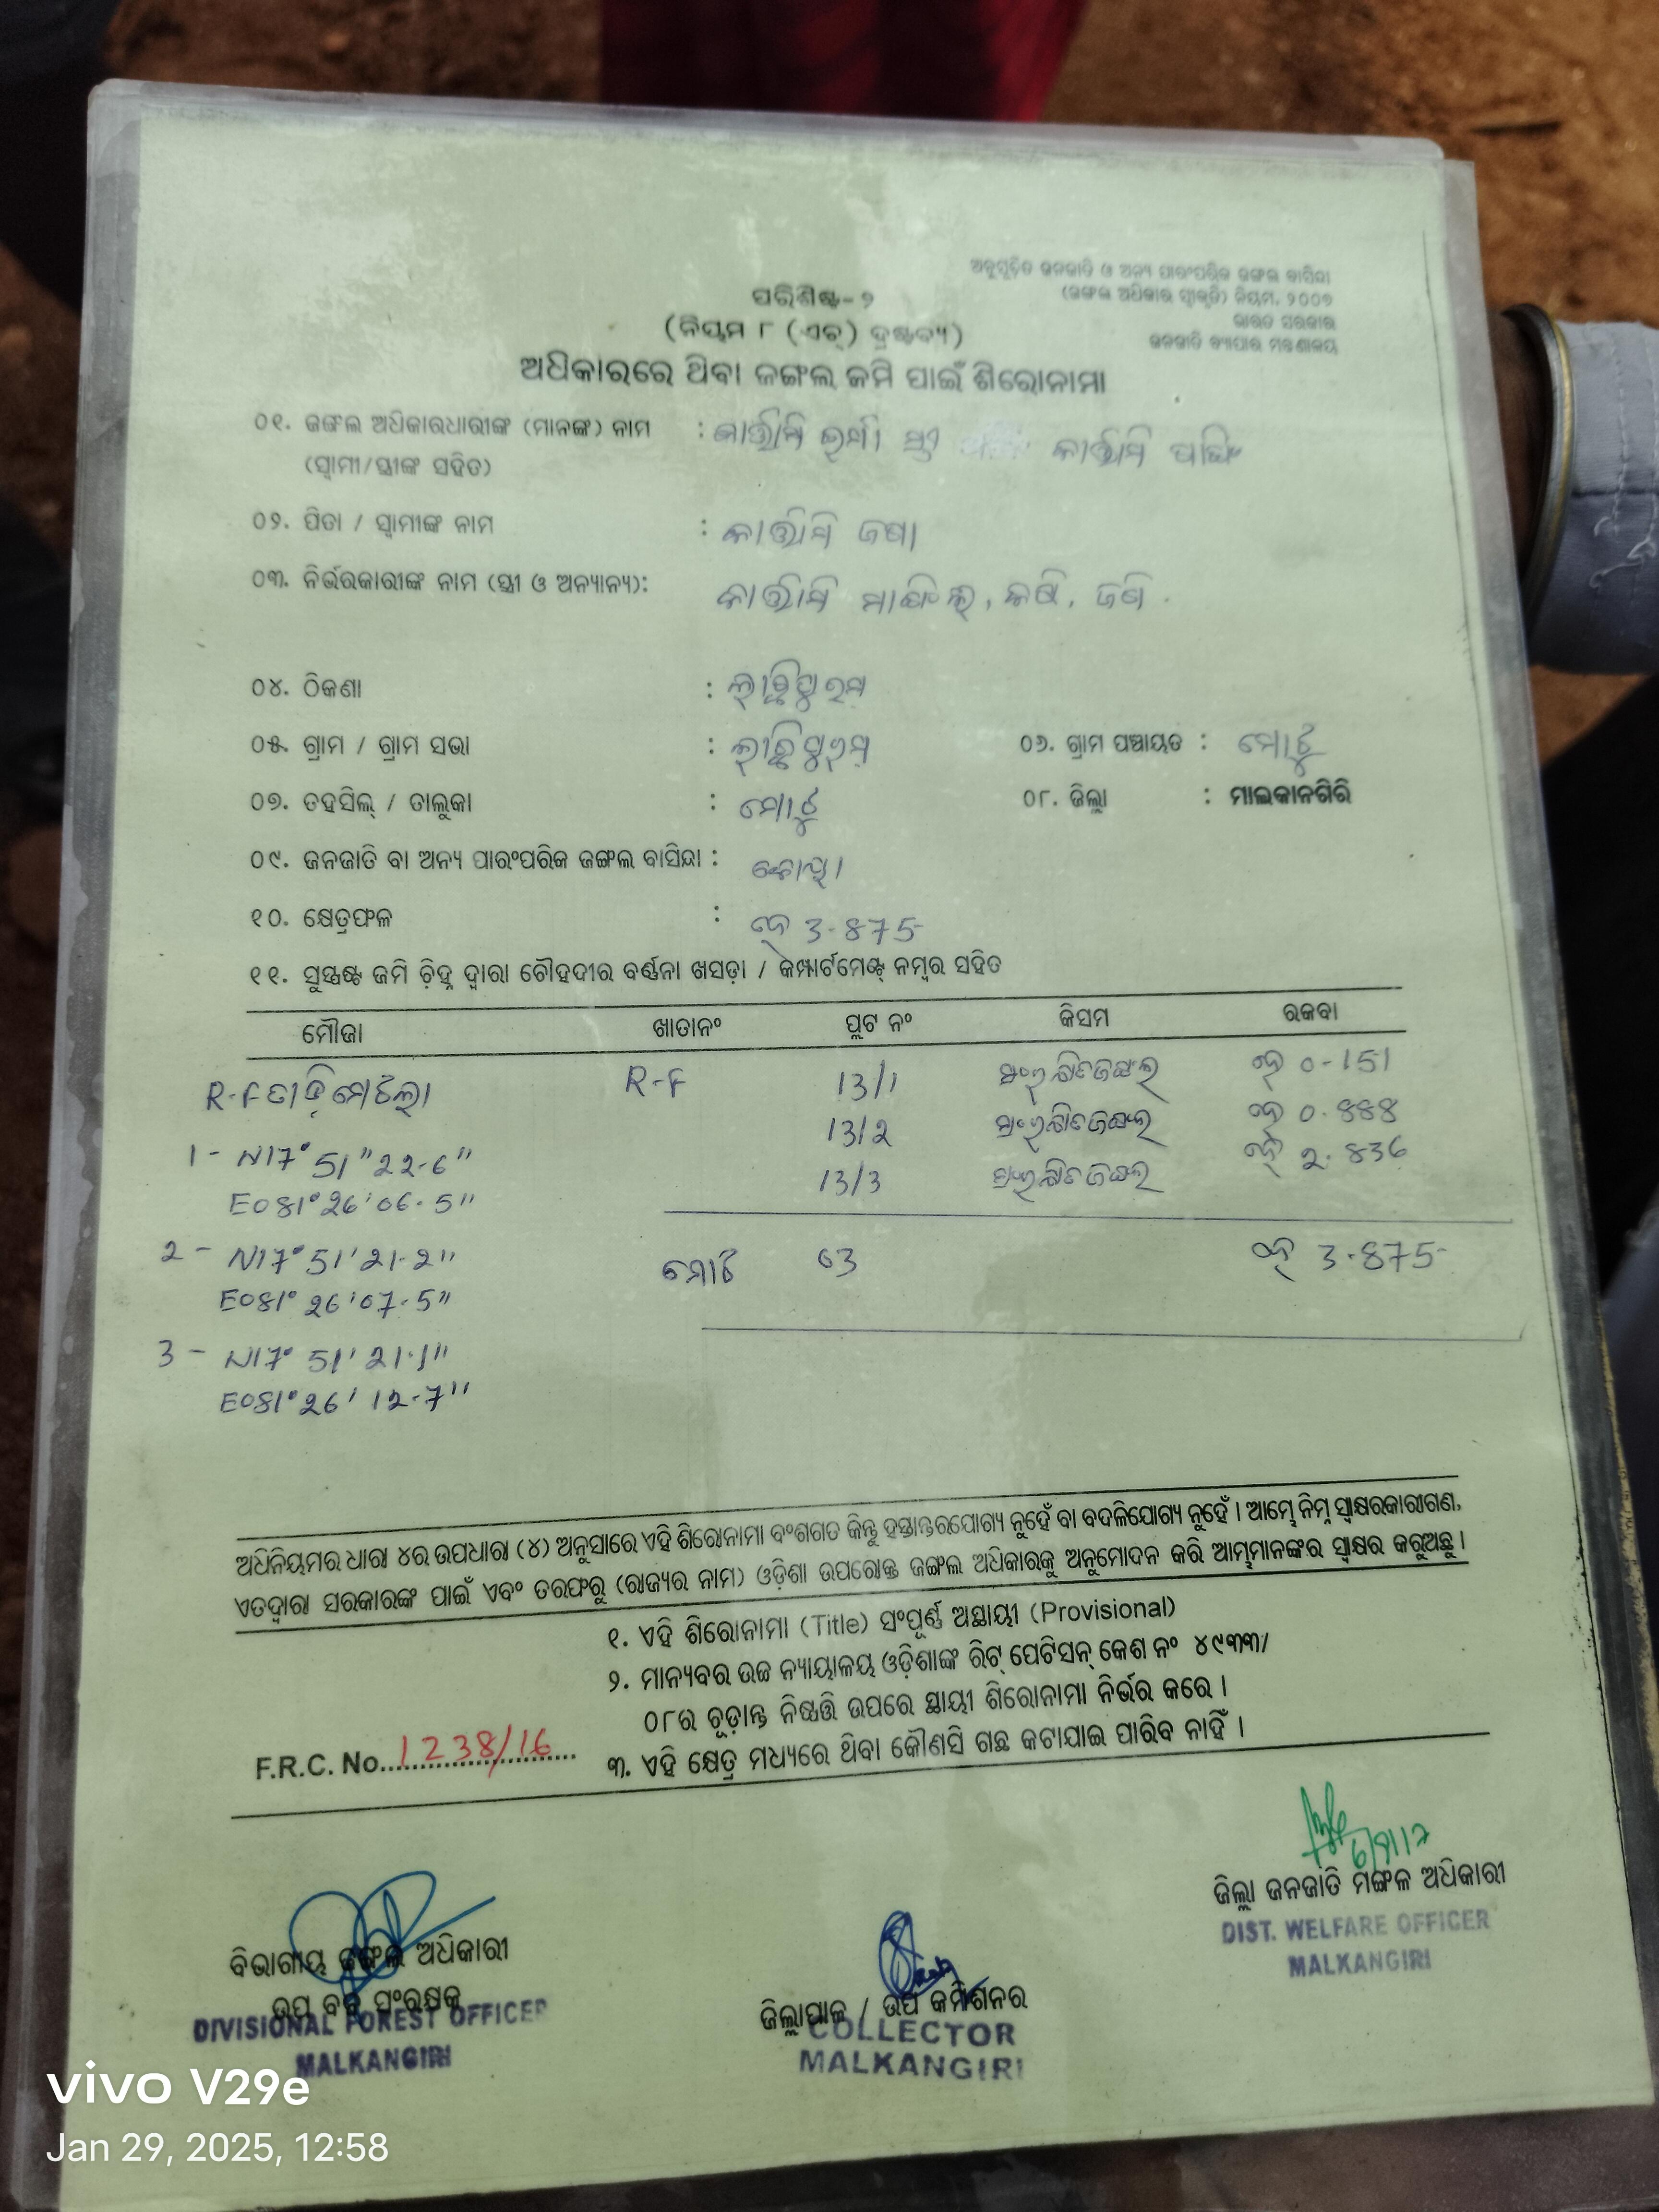 ଅନୁସୂଚିତ ଜନଜାତି ଓ ଅନ୍ୟ ପାରଂପରିକ ଜଙ୍ଗଲ ବାସିନ୍ଦା
(ଜଙ୍ଗଲ ଅଧିକାର ସ୍ୱୀକୃତି) ନିୟମ, ୨୦୦୭
ଭାରତ ସରକାର
ଜନଜାତି ବ୍ୟାପାର ମନ୍ତ୍ରଣାଳୟ
ପରିଶିଷ୍ଟ-୨
(ନିୟମ ୮ (ଏଚ୍) ଦ୍ରଷ୍ଟବ୍ୟ)
ଅଧିକାରରେ ଥିବା ଜଙ୍ଗଲ ଜମି ପାଇଁ ଶିରୋନାମା
୦୧. ଜଙ୍ଗଲ ଅଧିକାରଧାରୀଙ୍କ (ମାନଙ୍କ) ନାମ :
(ସ୍ୱାମୀ/ସ୍ତ୍ରୀଙ୍କ ସହିତ)
୦୨. ପିତା / ସ୍ୱାମୀଙ୍କ ନାମ :
୦୩. ନିର୍ଭରକାରୀଙ୍କ ନାମ (ସ୍ତ୍ରୀ ଓ ଅନ୍ୟାନ୍ୟ):
୦୪. ଠିକଣା :
୦୫. ଗ୍ରାମ / ଗ୍ରାମ ସଭା : ୦୬. ଗ୍ରାମ ପଞ୍ଚାୟତ : ମୋଟୁ
୦୭. ତହସିଲ୍ / ତାଲୁକା : ମୋଟୁ ୦୮. ଜିଲ୍ଲା : ମାଲକାନଗିରି
୦୯. ଜନଜାତି ବା ଅନ୍ୟ ପାରଂପରିକ ଜଙ୍ଗଲ ବାସିନ୍ଦା : କୋୟା
୧୦. କ୍ଷେତ୍ରଫଳ : ହେ 3.875
୧୧. ସୁସ୍ପଷ୍ଟ ଜମି ଚିହ୍ନ ଦ୍ୱାରା ଚୌହଦୀର ବର୍ଣ୍ଣନା ଖସଡ଼ା / କମ୍ପାର୍ଟମେଣ୍ଟ୍ ନମ୍ବର ସହିତ
ମୌଜା ଖାତାନଂ ପ୍ଲଟ ନଂ କିସମ ରକବା
R-F R-F 13/1 ସଂରକ୍ଷିତ ଜଙ୍ଗଲ ହେ 0-151
13/2 ସଂରକ୍ଷିତ ଜଙ୍ଗଲ ହେ 0.888
1- N17° 51" 22-6" 13/3 ସଂରକ୍ଷିତ ଜଙ୍ଗଲ ହେ 2.836
E081° 26' 06.5"
2- N17° 51' 21-2" ମୋଟ 03 ହେ 3.875
E081° 26' 07.5"
3- N17° 51' 21.1"
E081° 26' 12-7"
ଅଧିନିୟମର ଧାରା ୪ର ଉପଧାରା (୪) ଅନୁସାରେ ଏହି ଶିରୋନାମା ବଂଶଗତ କିନ୍ତୁ ହସ୍ତାନ୍ତରଯୋଗ୍ୟ ନୁହେଁ ବା ବଦଳିଯୋଗ୍ୟ ନୁହେଁ । ଆମ୍ଭେ ନିମ୍ନ ସ୍ୱାକ୍ଷରକାରୀଗଣ,
ଏତଦ୍ୱାରା ସରକାରଙ୍କ ପାଇଁ ଏବଂ ତରଫରୁ (ରାଜ୍ୟର ନାମ) ଓଡ଼ିଶା ଉପରୋକ୍ତ ଜଙ୍ଗଲ ଅଧିକାରକୁ ଅନୁମୋଦନ କରି ଆମ୍ଭମାନଙ୍କର ସ୍ୱାକ୍ଷର କରୁଅଛୁ ।
୧. ଏହି ଶିରୋନାମା (Title) ସଂପୂର୍ଣ୍ଣ ଅସ୍ଥାୟୀ (Provisional)
୨. ମାନ୍ୟବର ଉଚ୍ଚ ନ୍ୟାୟାଳୟ ଓଡ଼ିଶାଙ୍କ ରିଟ୍ ପେଟିସନ୍ କେଶ ନଂ ୪୯୩୩/
୦୮ର ଚୂଡ଼ାନ୍ତ ନିଷ୍ପତ୍ତି ଉପରେ ସ୍ଥାୟୀ ଶିରୋନାମା ନିର୍ଭର କରେ ।
୩. ଏହି କ୍ଷେତ୍ର ମଧ୍ୟରେ ଥିବା କୌଣସି ଗଛ କଟାଯାଇ ପାରିବ ନାହିଁ ।
F.R.C. No. 1238/16
ଜିଲ୍ଲା ଜନଜାତି ମଙ୍ଗଳ ଅଧିକାରୀ
DIST. WELFARE OFFICER
MALKANGIRI
ବିଭାଗୀୟ ଜଙ୍ଗଲ ଅଧିକାରୀ
ଉପ ବନ ସଂରକ୍ଷକ
DIVISIONAL FOREST OFFICER
MALKANGIRI
ଜିଲ୍ଲାପାଳ / ଉପ କମିଶନର
COLLECTOR
MALKANGIRI
vivo V29e
Jan 29, 2025, 12:58